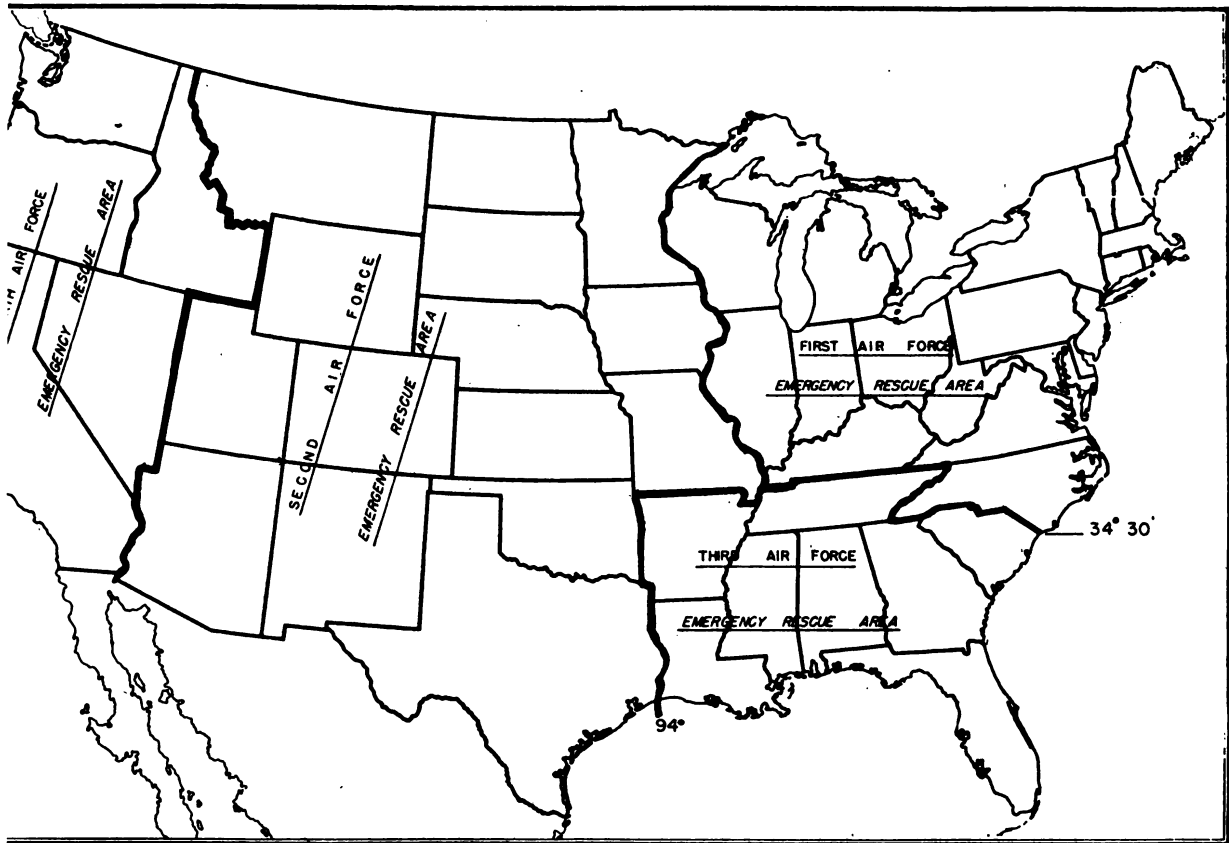 AIR FORCE
EMERGENCY RESCUE AREA
SECOND AIR FORCE
EMERGENCY RESCUE AREA
FIRST AIR FORCE
EMERGENCY RESCUE AREA
34° 30'
THIRD AIR FORCE
EMERGENCY RESCUE AREA
94°